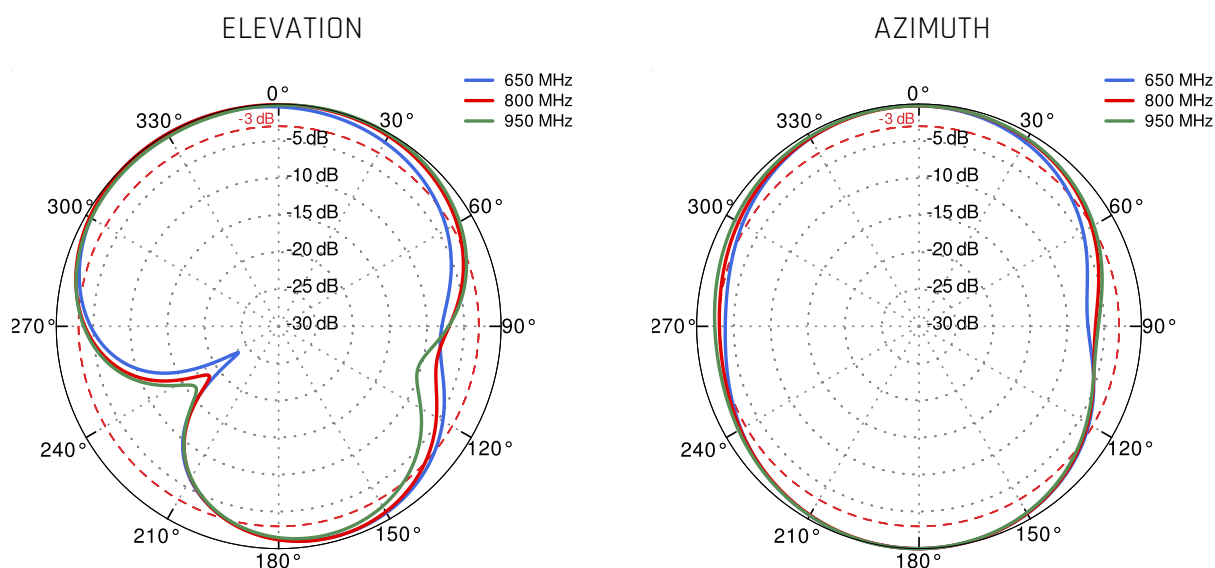 ELEVATION
650 MHz
800 MHz
950 MHz
0°
30°
60°
90°
120°
150°
180°
210°
240°
270°
300°
330°
-3 dB
-5 dB
-10 dB
-15 dB
-20 dB
-25 dB
-30 dB
AZIMUTH
650 MHz
800 MHz
950 MHz
0°
30°
60°
90°
120°
150°
180°
210°
240°
270°
300°
330°
-3 dB
-5 dB
-10 dB
-15 dB
-20 dB
-25 dB
-30 dB